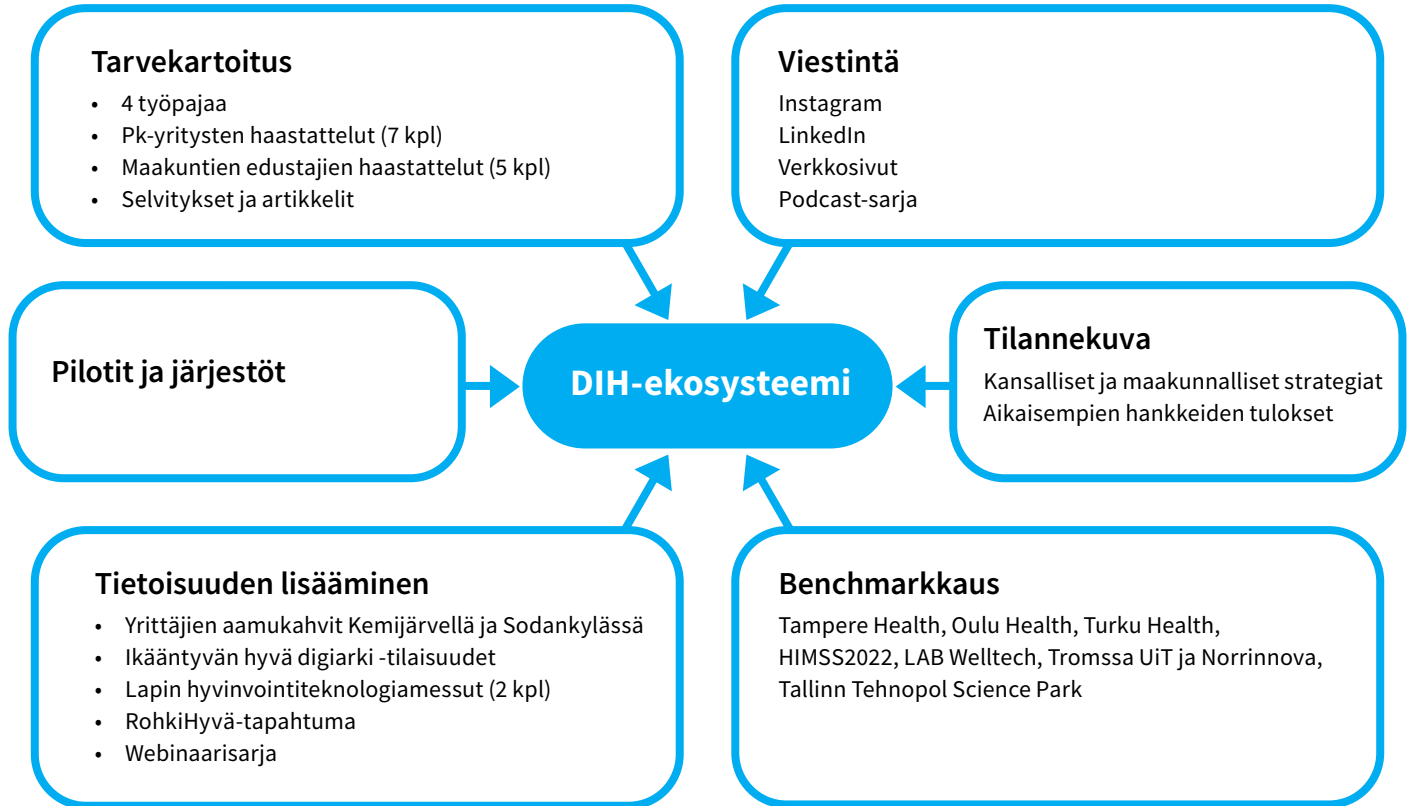 Tarvekartoitus
• 4 työpajaa
• Pk-yritysten haastattelut (7 kpl)
• Maakuntien edustajien haastattelut (5 kpl)
• Selvitykset ja artikkelit
Viestintä
Instagram
LinkedIn
Verkkosivut
Podcast-sarja
Pilotit ja järjestöt
DIH-ekosysteemi
Tilannekuva
Kansalliset ja maakunnalliset strategiat
Aikaisempien hankkeiden tulokset
Tietoisuuden lisääminen
• Yrittäjien aamukahvit Kemijärvellä ja Sodankylässä
• Ikääntyvän hyvä digiarki -tilaisuudet
• Lapin hyvinvointiteknologiamessut (2 kpl)
• RohkiHyvä-tapahtuma
• Webinaarisarja
Benchmarkkaus
Tampere Health, Oulu Health, Turku Health,
HIMSS2022, LAB Welltech, Tromssa UiT ja Norrinnova,
Tallinn Tehnopol Science Park